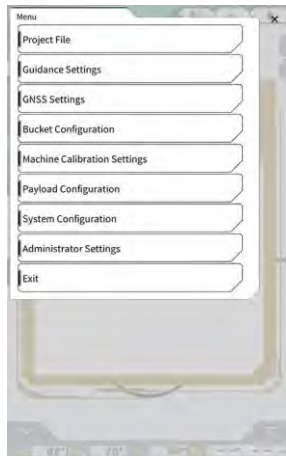 Menu
Project File
Guidance Settings
GNSS Settings
Bucket Configuration
Machine Calibration Settings
Payload Configuration
System Configuration
Administrator Settings
Exit